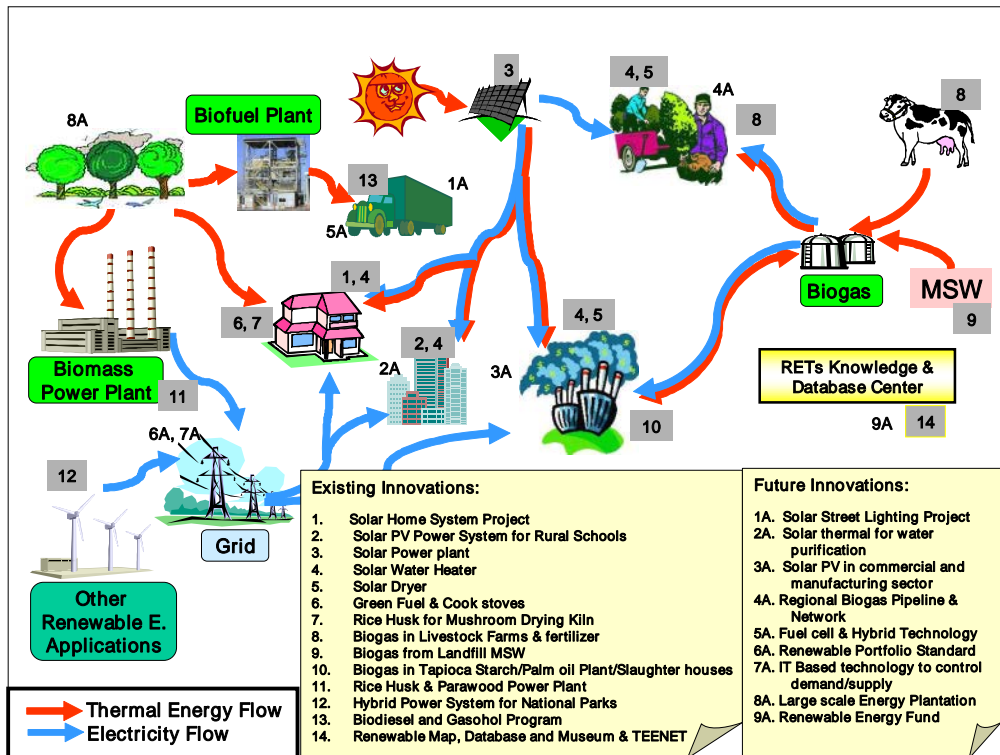 3
4, 5
4A
8
8
8A
Biofuel Plant
13
1A
5A
1, 4
6, 7
2, 4
2A
4, 5
3A
10
Biogas
MSW
9
RETs Knowledge &
Database Center
9A
14
Biomass
Power Plant
11
6A, 7A
12
Grid
Other
Renewable E.
Applications
Thermal Energy Flow
Electricity Flow
Existing Innovations:
1. Solar Home System Project
2. Solar PV Power System for Rural Schools
3. Solar Power plant
4. Solar Water Heater
5. Solar Dryer
6. Green Fuel & Cook stoves
7. Rice Husk for Mushroom Drying Kiln
8. Biogas in Livestock Farms & fertilizer
9. Biogas from Landfill MSW
10. Biogas in Tapioca Starch/Palm oil Plant/Slaughter houses
11. Rice Husk & Parawood Power Plant
12. Hybrid Power System for National Parks
13. Biodiesel and Gasohol Program
14. Renewable Map, Database and Museum & TEENET
Future Innovations:
1A. Solar Street Lighting Project
2A. Solar thermal for water
purification
3A. Solar PV in commercial and
manufacturing sector
4A. Regional Biogas Pipeline &
Network
5A. Fuel cell & Hybrid Technology
6A. Renewable Portfolio Standard
7A. IT Based technology to control
demand/supply
8A. Large scale Energy Plantation
9A. Renewable Energy Fund